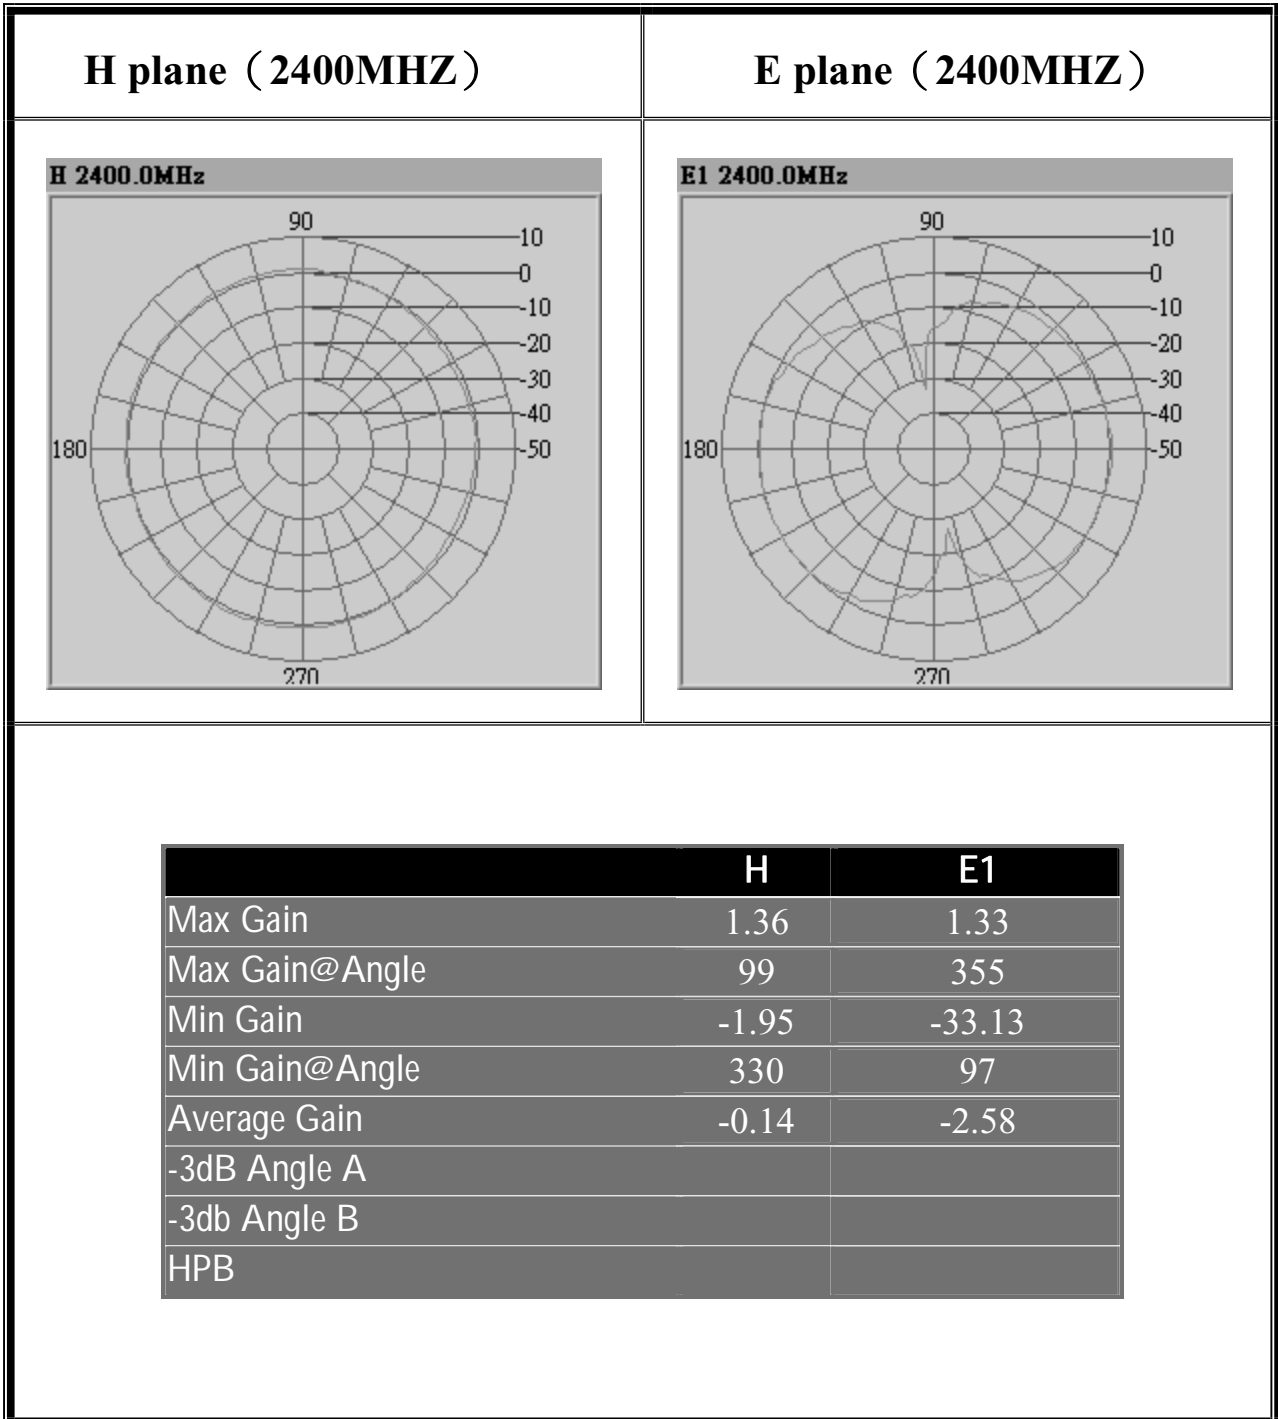 H plane（2400MHZ）
E plane（2400MHZ）
H 2400.0MHz
90
10
0
-10
-20
-30
-40
-50
180
270
E1 2400.0MHz
90
10
0
-10
-20
-30
-40
-50
180
270
H E1
Max Gain 1.36 1.33
Max Gain@Angle 99 355
Min Gain -1.95 -33.13
Min Gain@Angle 330 97
Average Gain -0.14 -2.58
-3dB Angle A
-3db Angle B
HPB